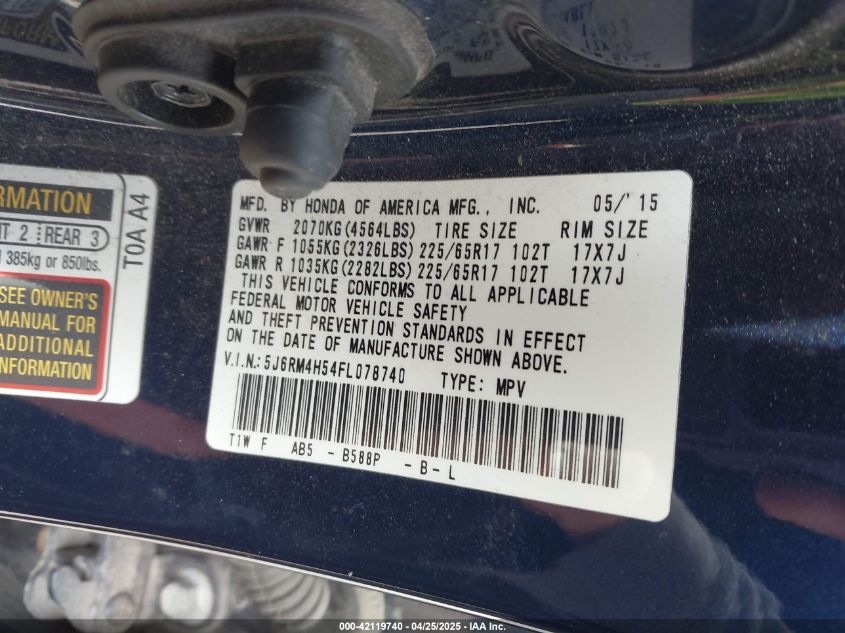 RMATION
T 2 REAR 3
385kg or 850lbs.
SEE OWNER'S
MANUAL FOR
ADDITIONAL
INFORMATION
T0A A4
MFD. BY HONDA OF AMERICA MFG., INC. 05/'15
GVWR 2070KG(4564LBS) TIRE SIZE RIM SIZE
GAWR F 1055KG(2326LBS) 225/65R17 102T 17X7J
GAWR R 1035KG(2282LBS) 225/65R17 102T 17X7J
THIS VEHICLE CONFORMS TO ALL APPLICABLE
FEDERAL MOTOR VEHICLE SAFETY
AND THEFT PREVENTION STANDARDS IN EFFECT
ON THE DATE OF MANUFACTURE SHOWN ABOVE.
V.I.N.:5J6RM4H54FL078740 TYPE: MPV
T1W F AB5 - B588P - B - L
000-42119740 - 04/25/2025 - IAA Inc.